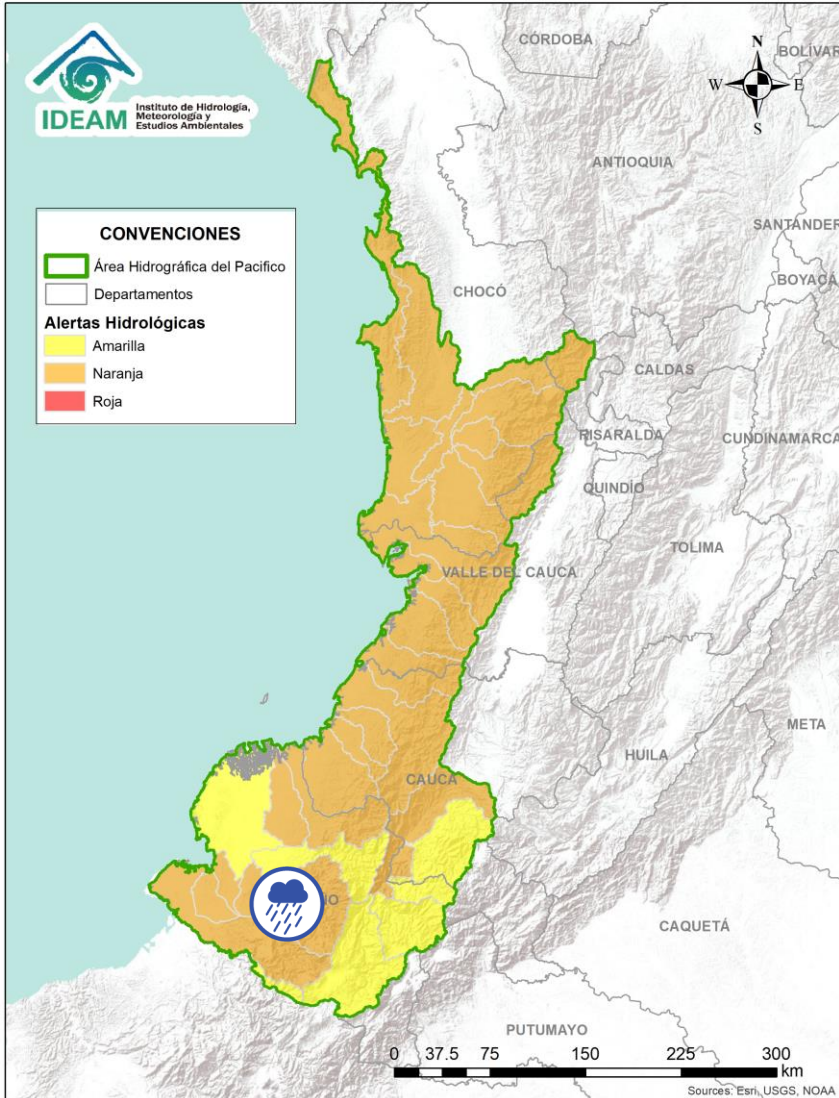 CÓRDOBA
BOLÍVAR
IDEAM
Instituto de Hidrología,
Meteorología y
Estudios Ambientales
N
W
E
S
ANTIOQUIA
SANTANDER
CONVENCIONES
Área Hidrográfica del Pacifico
Departamentos
Alertas Hidrológicas
Amarilla
Naranja
Roja
BOYACÁ
CHOCÓ
CALDAS
RISARALDA
CUNDINAMARCA
QUINDÍO
TOLIMA
VALLE DEL CAUCA
META
HUILA
CAUCA
CAQUETÁ
PUTUMAYO
0 37.5 75 150 225 300
km
Sources: Esri, USGS, NOAA